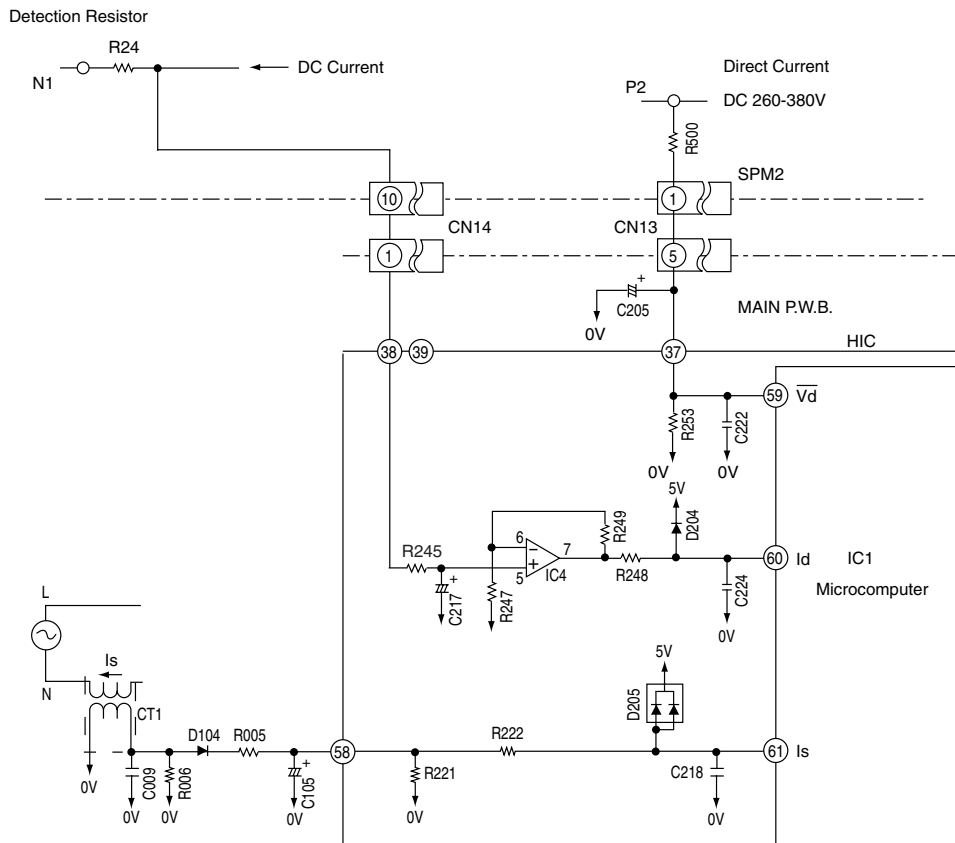 Detection Resistor
R24
N1
DC Current
Direct Current
P2
DC 260-380V
R500
SPM2
10
1
CN14
CN13
1
5
+
C205
0V
MAIN P.W.B.
38
39
37
HIC
59
Vd
R253
C222
0V
0V
5V
D204
R249
6
−
7
+
5
IC4
R245
R248
60
Id
IC1
Microcomputer
+
C217
R247
C224
0V
L
N
Is
CT1
5V
D205
D104
R005
58
R222
61
Is
0V
C009
R006
+
C105
R221
C218
0V
0V
0V
0V
0V